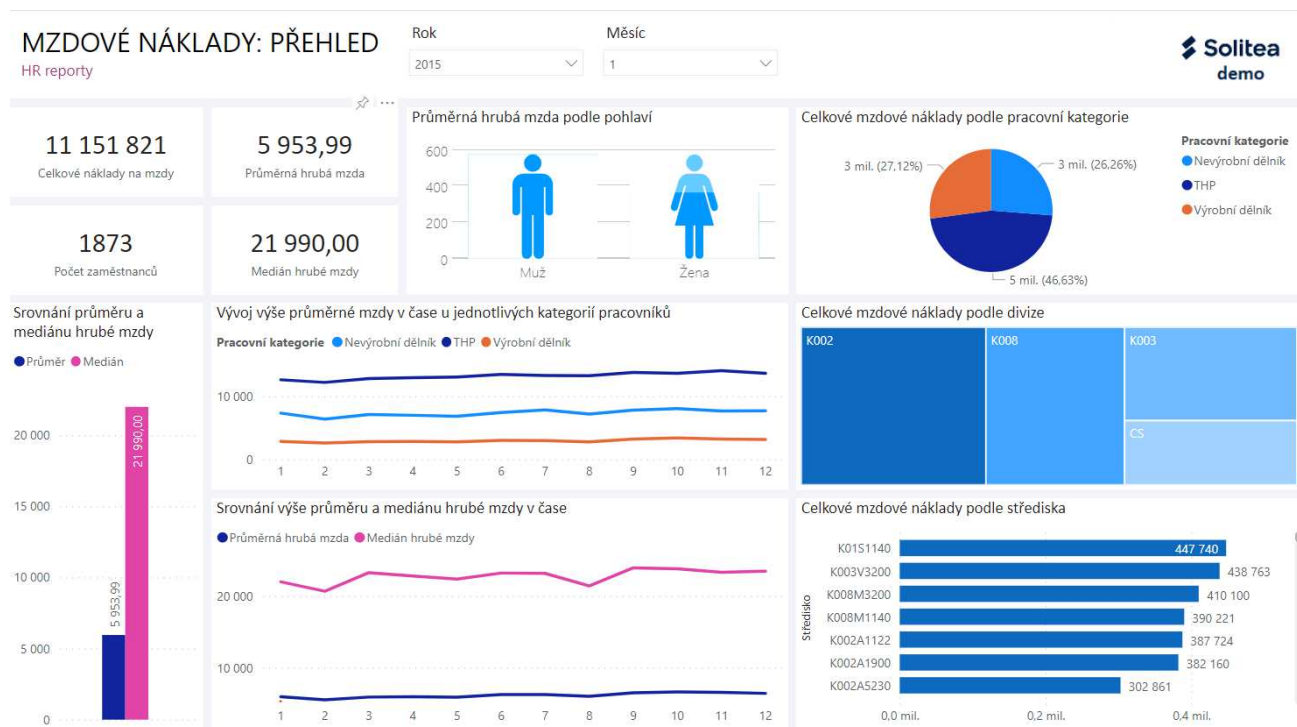 MZDOVÉ NÁKLADY: PŘEHLED
HR reporty
Rok
2015
Měsíc
1
Solitea
demo
11 151 821
Celkové náklady na mzdy
5 953,99
Průměrná hrubá mzda
1873
Počet zaměstnanců
21 990,00
Medián hrubé mzdy
Průměrná hrubá mzda podle pohlaví
600
400
200
0
Muž
Žena
Celkové mzdové náklady podle pracovní kategorie
3 mil. (27,12%)
3 mil. (26,26%)
5 mil. (46,63%)
Pracovní kategorie
Nevýrobní dělník
THP
Výrobní dělník
Srovnání průměru a
mediánu hrubé mzdy
Průměr
Medián
20 000
15 000
10 000
5 000
0
5 953,99
21 990,00
Vývoj výše průměrné mzdy v čase u jednotlivých kategorií pracovníků
Pracovní kategorie Nevýrobní dělník THP Výrobní dělník
10 000
0
1 2 3 4 5 6 7 8 9 10 11 12
Celkové mzdové náklady podle divize
K002
K008
K003
CS
Srovnání výše průměru a mediánu hrubé mzdy v čase
Průměrná hrubá mzda Medián hrubé mzdy
20 000
10 000
1 2 3 4 5 6 7 8 9 10 11 12
Celkové mzdové náklady podle střediska
Středisko
K01S1140 447 740
K003V3200 438 763
K008M3200 410 100
K008M1140 390 221
K002A1122 387 724
K002A1900 382 160
K002A5230 302 861
0,0 mil. 0,2 mil. 0,4 mil.